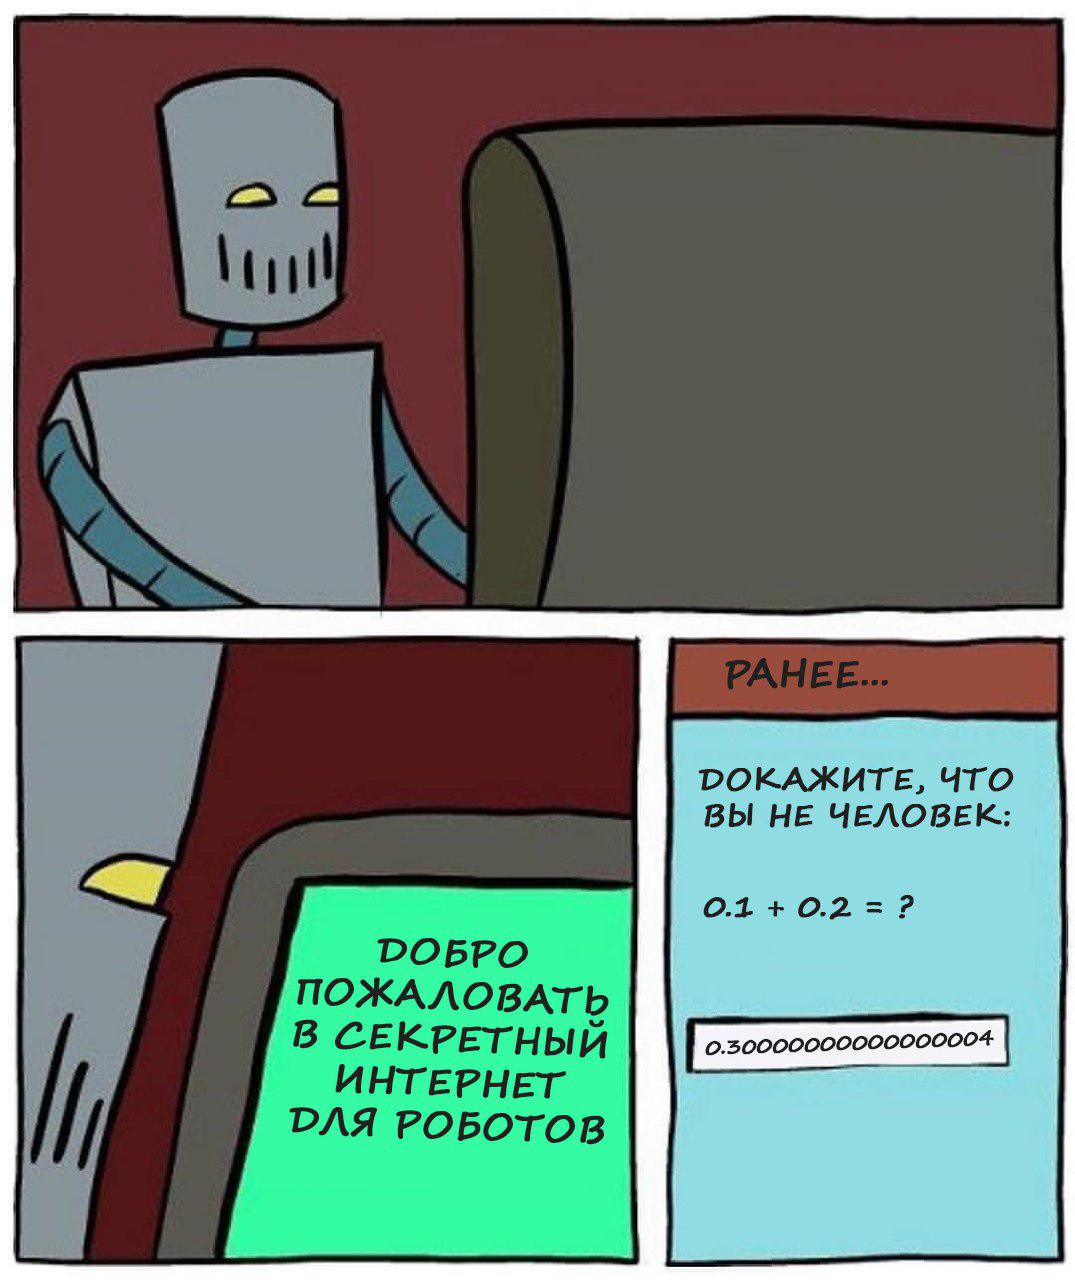 ДОБРО
ПОЖАЛОВАТЬ
В СЕКРЕТНЫЙ
ИНТЕРНЕТ
ДЛЯ РОБОТОВ
РАНЕЕ...
ДОКАЖИТЕ, ЧТО
ВЫ НЕ ЧЕЛОВЕК:
0.1 + 0.2 = ?
0.30000000000000004